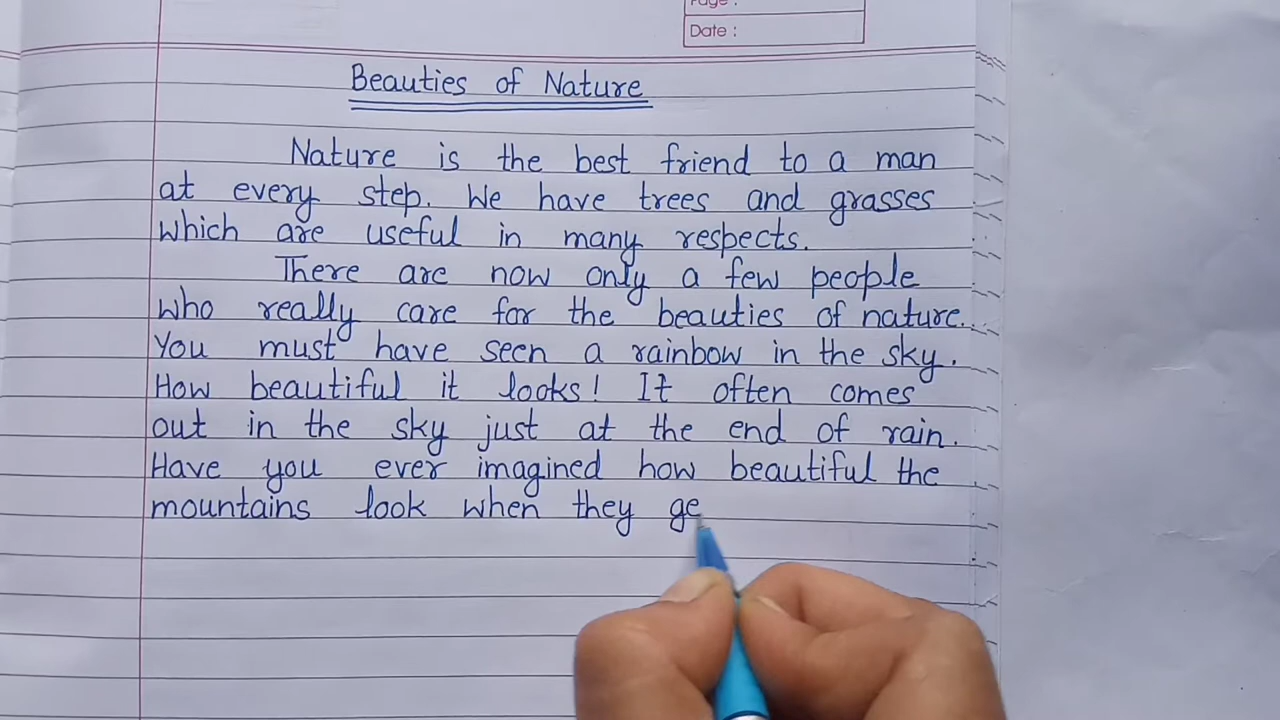 Page :
Date :
Beauties of Nature
Nature is the best friend to a man
at every step. We have trees and grasses
which are useful in many respects.
There are now only a few people
who really care for the beauties of nature.
You must have seen a rainbow in the sky.
How beautiful it looks! It often comes
out in the sky just at the end of rain.
Have you ever imagined how beautiful the
mountains look when they ge